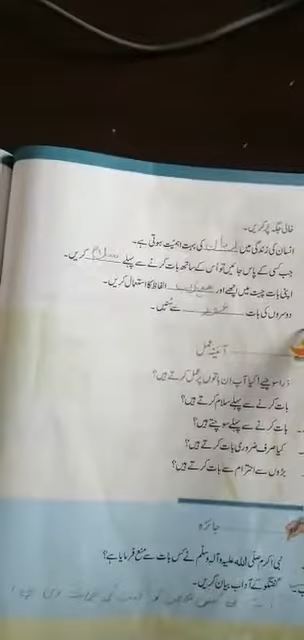 خالی جگہ پُر کریں۔
انسان کی زندگی میں زبان کی بہت اہمیت ہوتی ہے۔
جب کسی کے پاس جائیں تو اُس کے ساتھ بات کرنے سے پہلے سلام کریں۔
اپنی بات چیت میں اچھے اور الفاظ کا استعمال کریں۔
دوسروں کی بات سے سُنیں۔
آئینۂ عمل
ذرا سوچیے! کیا آپ اِن باتوں پر عمل کرتے ہیں؟
بات کرنے سے پہلے سلام کرتے ہیں؟
بات کرنے سے پہلے سوچتے ہیں؟
کیا صرف ضروری بات کرتے ہیں؟
بڑوں سے احترام سے بات کرتے ہیں؟
جائزہ
نبی اکرم صلی اللہ علیہ وآلہ وسلم نے کس بات سے منع فرمایا ہے؟
گفتگو کے آداب بیان کریں۔